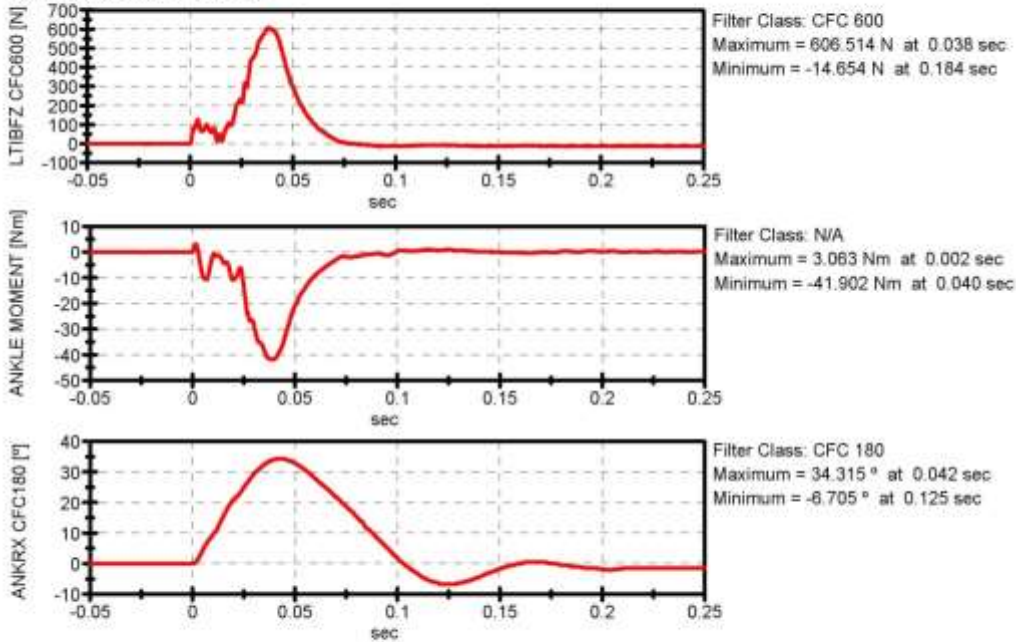 LTIBFZ CFC600 [N]
700
600
500
400
300
200
100
0
-100
-0.05 0 0.05 0.1 0.15 0.2 0.25
sec
Filter Class: CFC 600
Maximum = 606.514 N at 0.038 sec
Minimum = -14.654 N at 0.184 sec
ANKLE MOMENT [Nm]
10
0
-10
-20
-30
-40
-50
-0.05 0 0.05 0.1 0.15 0.2 0.25
sec
Filter Class: N/A
Maximum = 3.063 Nm at 0.002 sec
Minimum = -41.902 Nm at 0.040 sec
ANKRX CFC180 [º]
40
30
20
10
0
-10
-0.05 0 0.05 0.1 0.15 0.2 0.25
sec
Filter Class: CFC 180
Maximum = 34.315 º at 0.042 sec
Minimum = -6.705 º at 0.125 sec